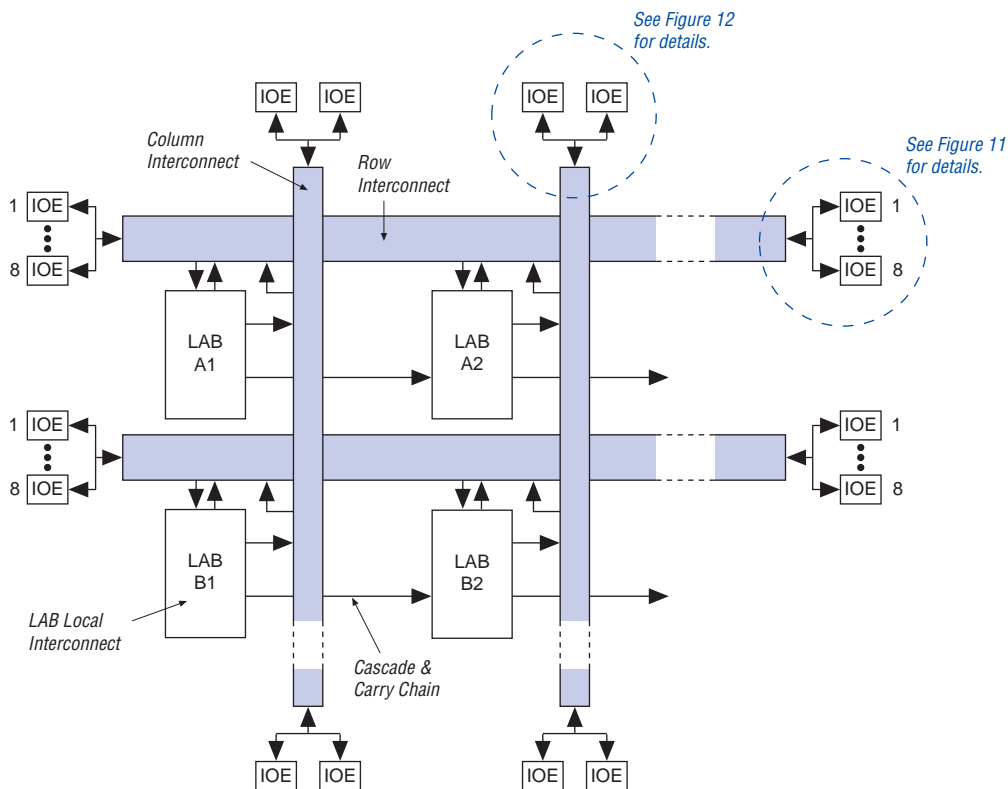 See Figure 12
for details.
IOE IOE
IOE IOE
Column
Interconnect
Row
Interconnect
See Figure 11
for details.
1 IOE
8 IOE
IOE 1
IOE 8
LAB
A1
LAB
A2
1 IOE
8 IOE
IOE 1
IOE 8
LAB
B1
LAB
B2
LAB Local
Interconnect
Cascade &
Carry Chain
IOE IOE
IOE IOE